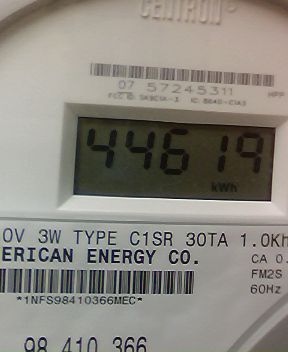 CENTRON
07 57245311
HPP
44619
kWh
0V 3W TYPE C1SR 30TA 1.0Kh
ERICAN ENERGY CO.
CA 0.
FM2S
60Hz
*1NFS98410366MEC*
98 410 366